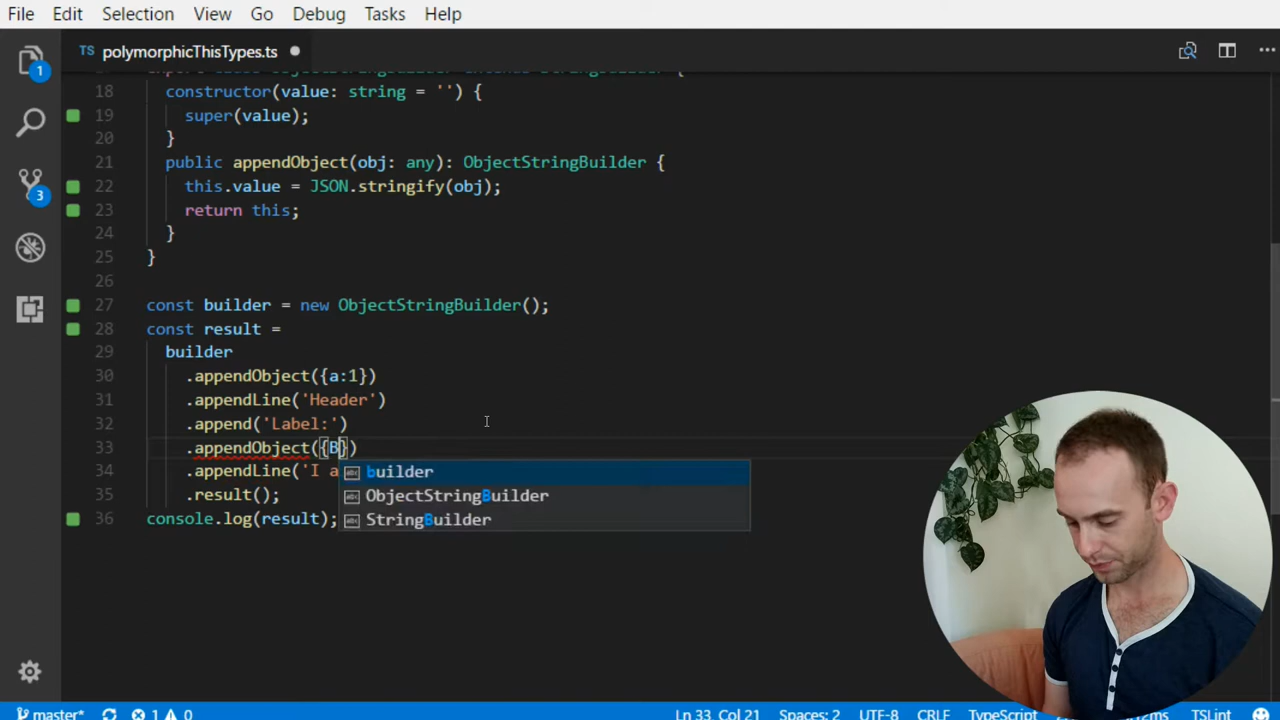 File Edit Selection View Go Debug Tasks Help
TS polymorphicThisTypes.ts
1
3
18 constructor(value: string = '') {
19 super(value);
20 }
21 public appendObject(obj: any): ObjectStringBuilder {
22 this.value = JSON.stringify(obj);
23 return this;
24 }
25 }
26
27 const builder = new ObjectStringBuilder();
28 const result =
29 builder
30 .appendObject({a:1})
31 .appendLine('Header')
32 .append('Label:')
33 .appendObject({B})
34 .appendLine('I a
builder
ObjectStringBuilder
35 .result();
36 console.log(result);
StringBuilder
master* 1 0 Ln 33, Col 21 Spaces: 2 UTF-8 CRLF TypeScript TSLint